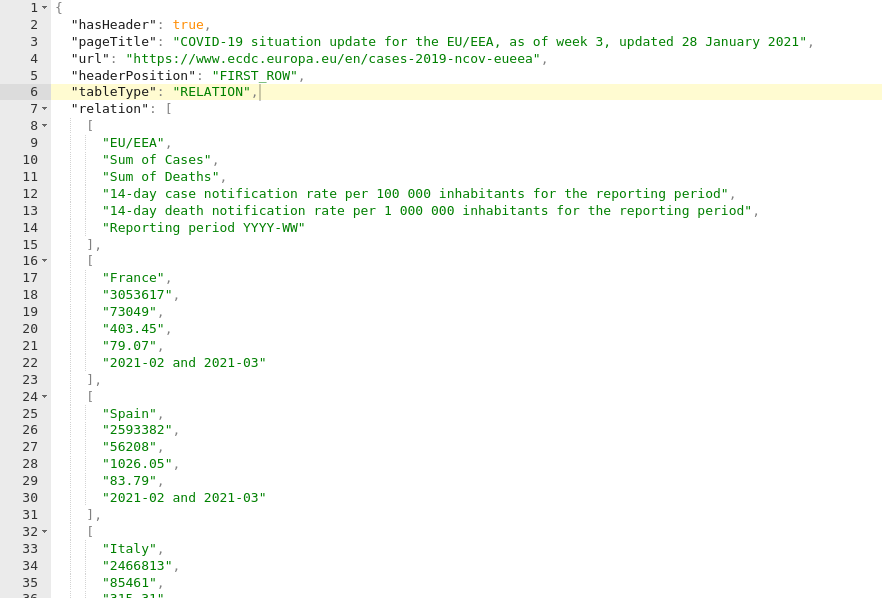 1 {
2 "hasHeader": true,
3 "pageTitle": "COVID-19 situation update for the EU/EEA, as of week 3, updated 28 January 2021",
4 "url": "https://www.ecdc.europa.eu/en/cases-2019-ncov-eueea",
5 "headerPosition": "FIRST_ROW",
6 "tableType": "RELATION",
7 "relation": [
8 [
9 "EU/EEA",
10 "Sum of Cases",
11 "Sum of Deaths",
12 "14-day case notification rate per 100 000 inhabitants for the reporting period",
13 "14-day death notification rate per 1 000 000 inhabitants for the reporting period",
14 "Reporting period YYYY-WW"
15 ],
16 [
17 "France",
18 "3053617",
19 "73049",
20 "403.45",
21 "79.07",
22 "2021-02 and 2021-03"
23 ],
24 [
25 "Spain",
26 "2593382",
27 "56208",
28 "1026.05",
29 "83.79",
30 "2021-02 and 2021-03"
31 ],
32 [
33 "Italy",
34 "2466813",
35 "85461",
36 "315.31",